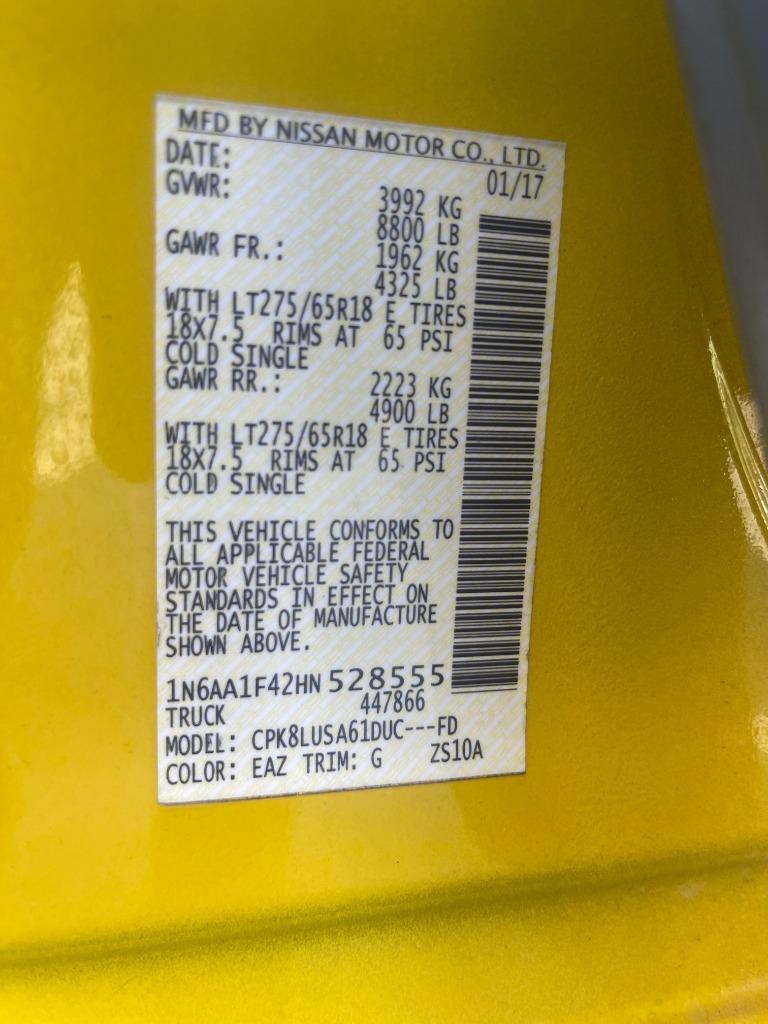 MFD BY NISSAN MOTOR CO., LTD.
DATE: 01/17
GVWR: 3992 KG
8800 LB
GAWR FR.: 1962 KG
4325 LB
WITH LT275/65R18 E TIRES
18X7.5 RIMS AT 65 PSI
COLD SINGLE
GAWR RR.: 2223 KG
4900 LB
WITH LT275/65R18 E TIRES
18X7.5 RIMS AT 65 PSI
COLD SINGLE
THIS VEHICLE CONFORMS TO
ALL APPLICABLE FEDERAL
MOTOR VEHICLE SAFETY
STANDARDS IN EFFECT ON
THE DATE OF MANUFACTURE
SHOWN ABOVE.
1N6AA1F42HN528555
TRUCK 447866
MODEL: CPK8LUSA61DUC---FD
COLOR: EAZ TRIM: G ZS10A